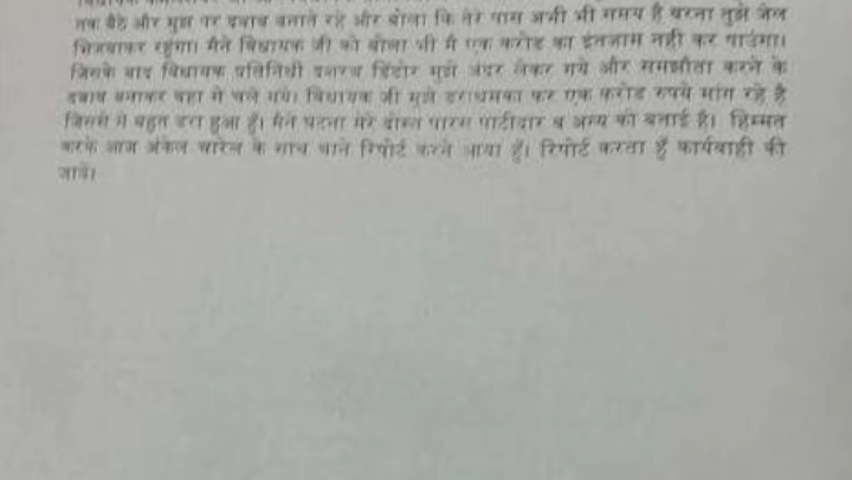 तक बैठे और मुझ पर दबाव बनाते रहे और बोला कि तेरे पास अभी भी समय है वरना तुझे जेल
भिजवाकर रहूंगा। मैने विधायक जी को बोला भी मै एक करोड का इंतजाम नही कर पाउंगा।
जिसके बाद विधायक प्रतिनिधी दशरथ डिंडोर मुझे अंदर लेकर गये और समझौता करने के
दबाव बनाकर वहा से चले गये। विधायक जी मुझे डराधमका कर एक करोड रुपये मांग रहे है
जिससे मे बहुत डरा हुआ हूँ। मैने घटना मेरे दोस्त पारस पाटीदार व अन्य को बताई है। हिम्मत
करके आज अंकेल चारेल के साथ थाने रिपोर्ट करने आया हूँ। रिपोर्ट करता हूँ कार्यवाही की
जावे।